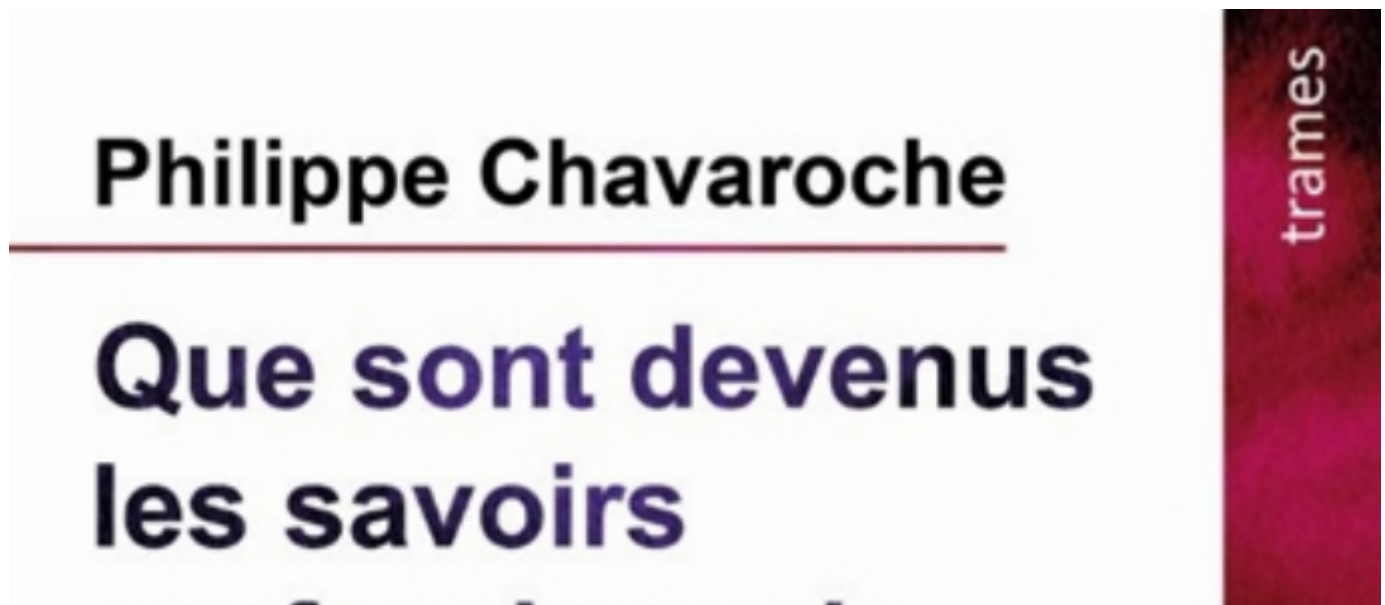 Philippe Chavaroche
Que sont devenus
les savoirs
trames